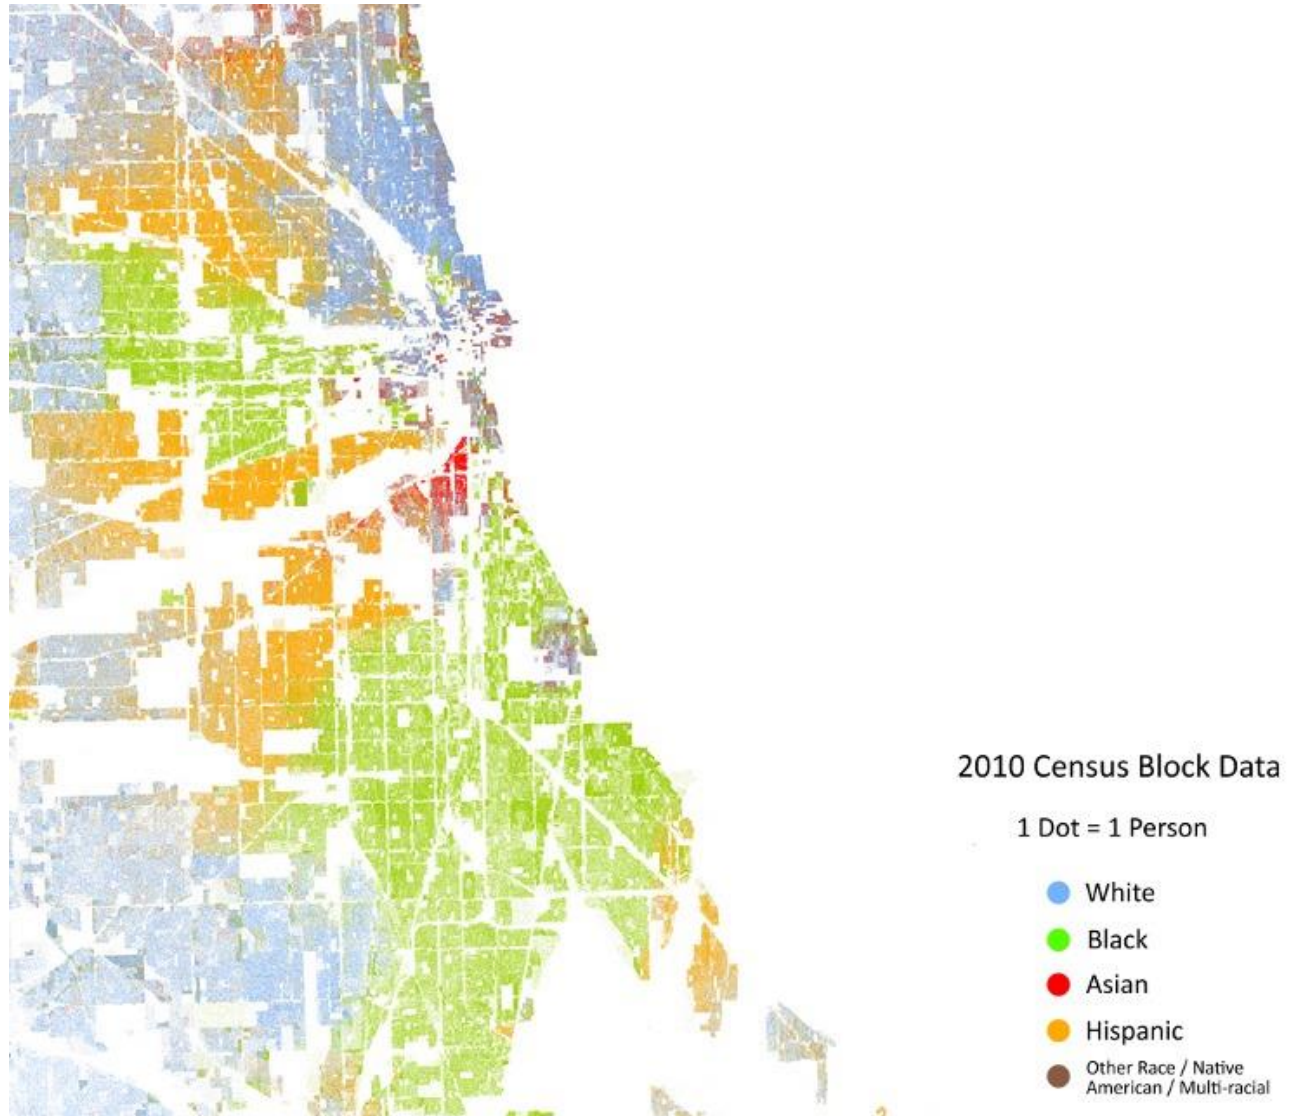 2010 Census Block Data
1 Dot = 1 Person
White
Black
Asian
Hispanic
Other Race / Native
American / Multi-racial